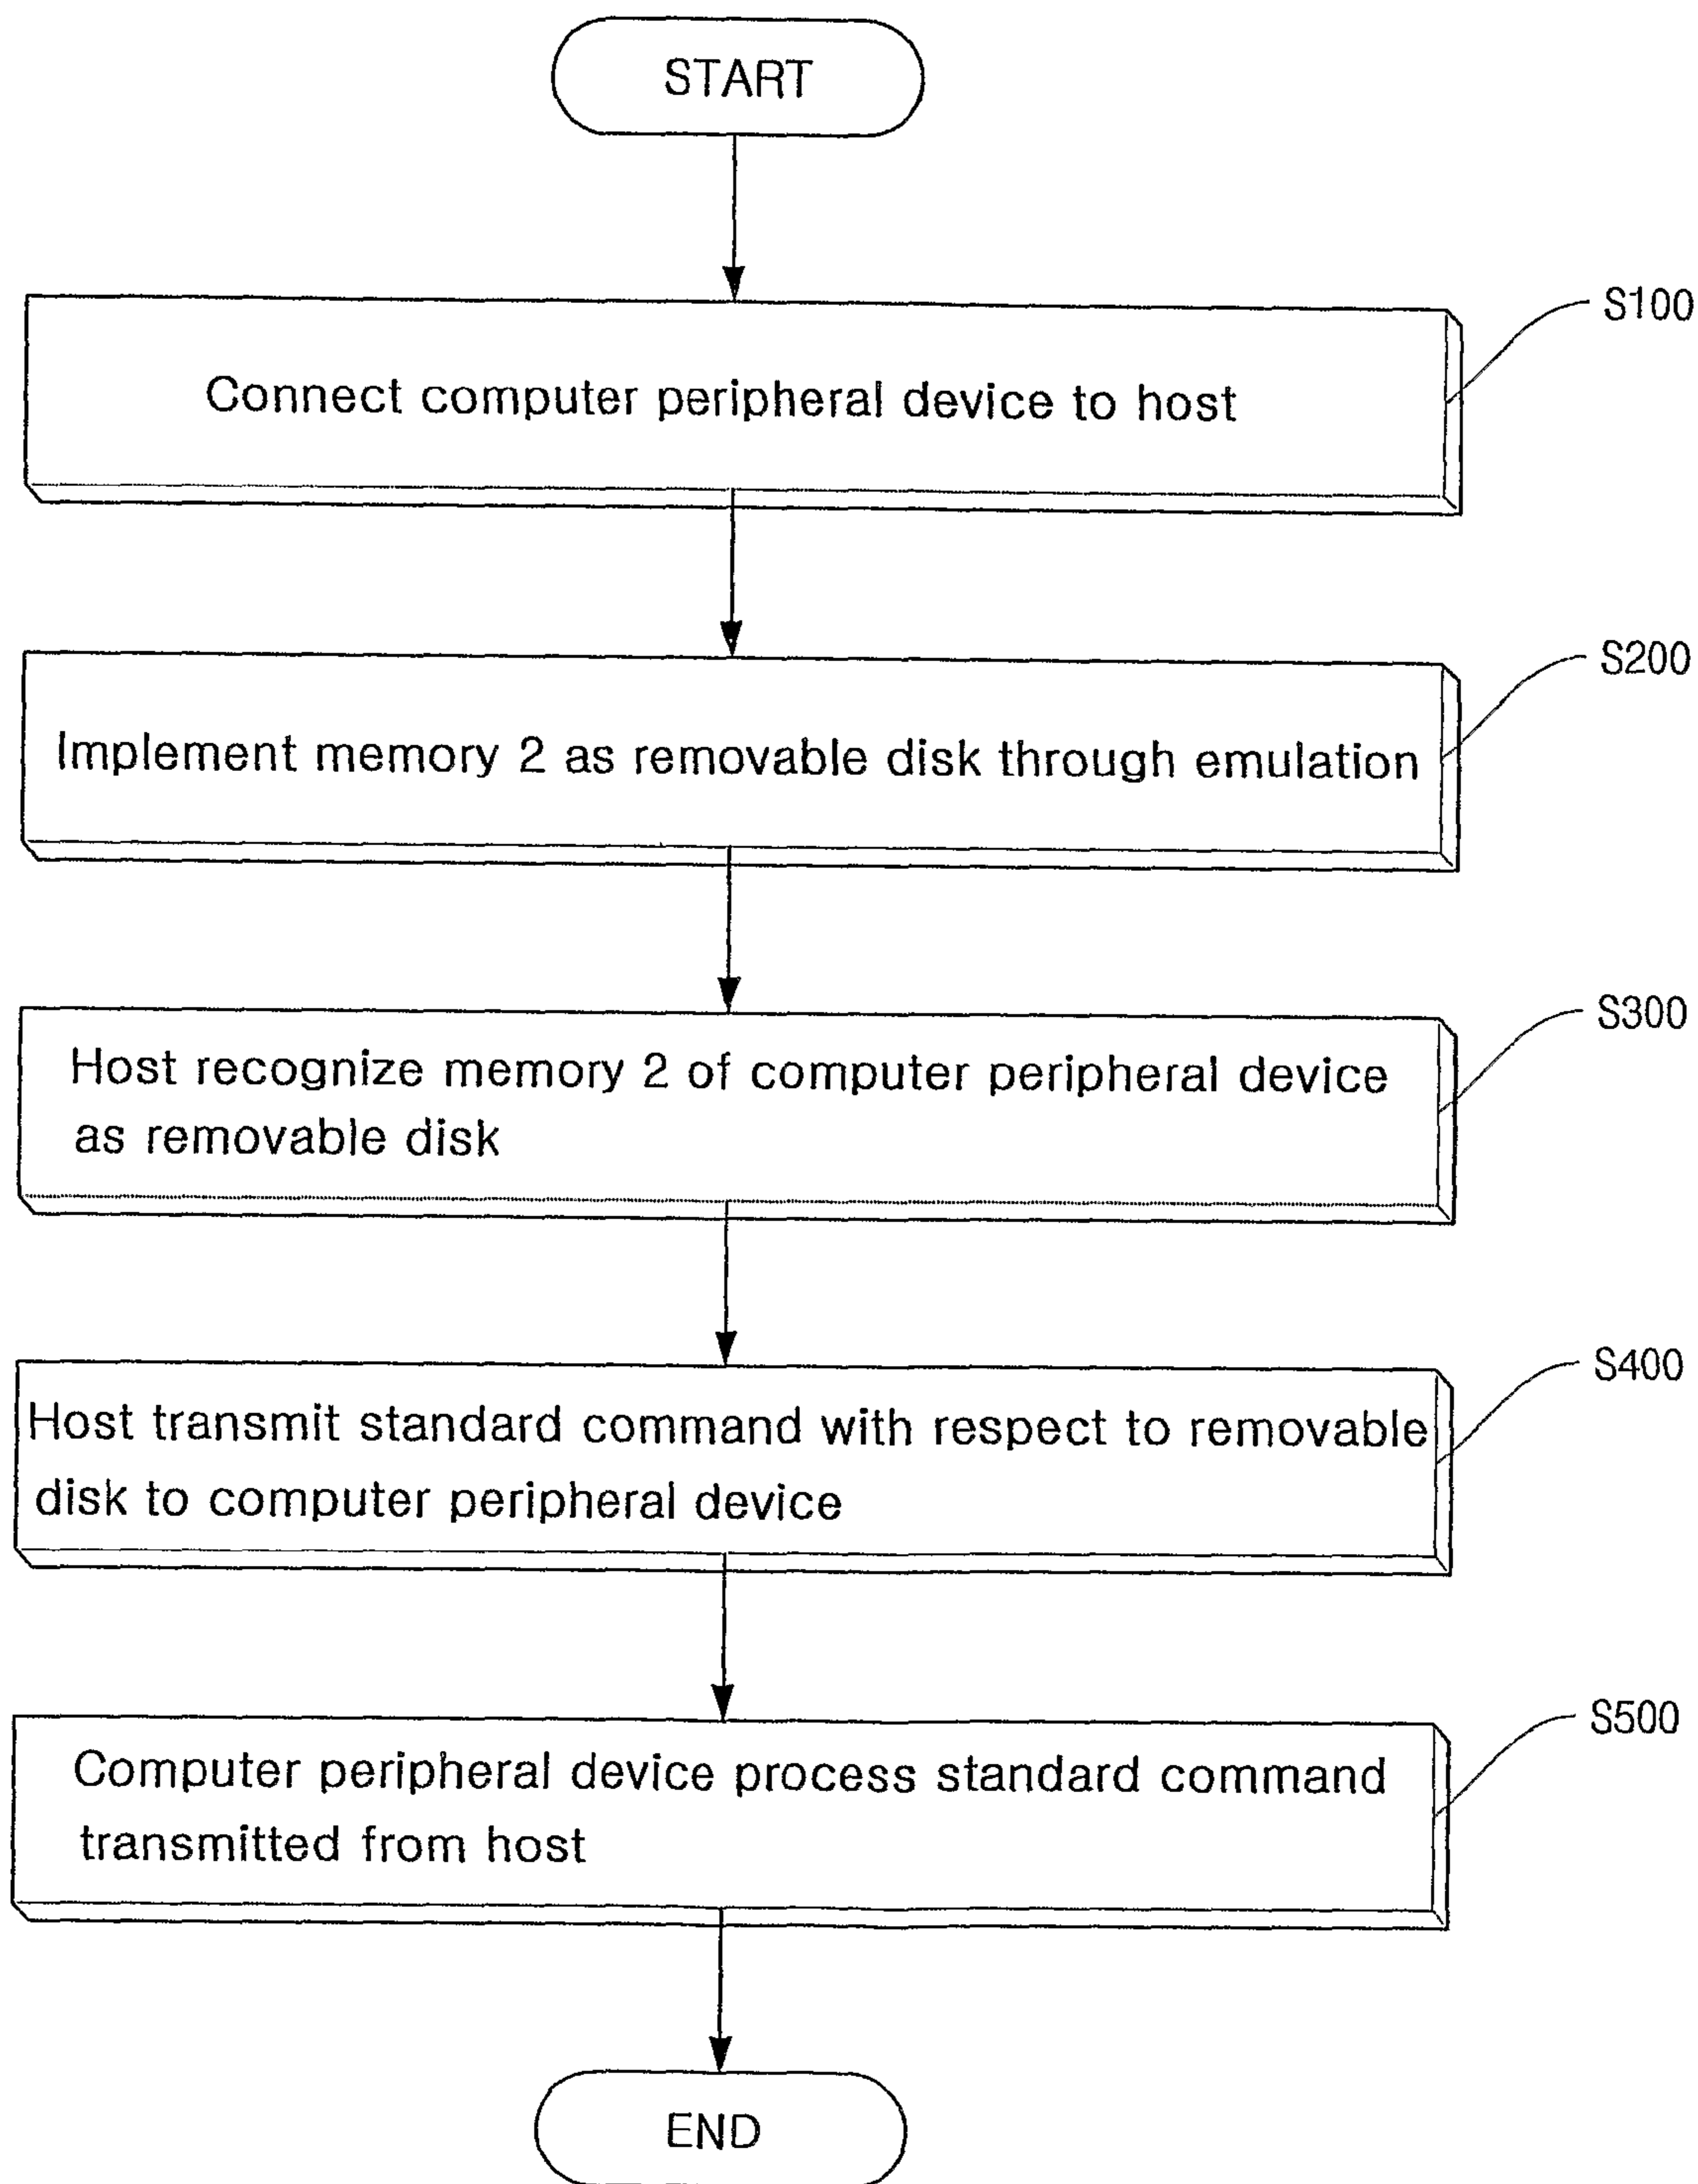 START
S100
Connect computer peripheral device to host
S200
Implement memory 2 as removable disk through emulation
S300
Host recognize memory 2 of computer peripheral device
as removable disk
S400
Host transmit standard command with respect to removable
disk to computer peripheral device
S500
Computer peripheral device process standard command
transmitted from host
END